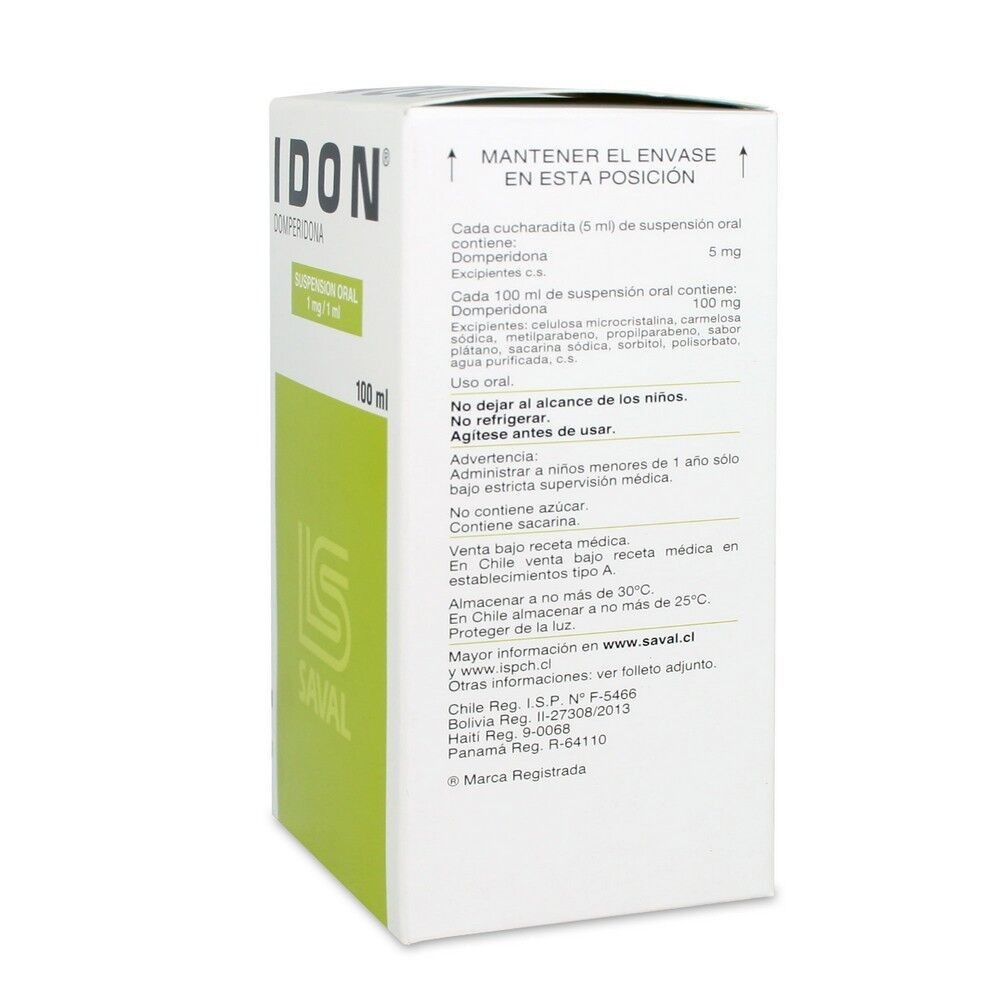 IDON®
DOMPERIDONA
SUSPENSION ORAL
1 mg / 1 ml
100 ml
SAVAL
MANTENER EL ENVASE
EN ESTA POSICIÓN
Cada cucharadita (5 ml) de suspensión oral
contiene:
Domperidona 5 mg
Excipientes c.s.
Cada 100 ml de suspensión oral contiene:
Domperidona 100 mg
Excipientes: celulosa microcristalina, carmelosa
sódica, metilparabeno, propilparabeno, sabor
plátano, sacarina sódica, sorbitol, polisorbato,
agua purificada, c.s.
Uso oral.
No dejar al alcance de los niños.
No refrigerar.
Agítese antes de usar.
Advertencia:
Administrar a niños menores de 1 año sólo
bajo estricta supervisión médica.
No contiene azúcar.
Contiene sacarina.
Venta bajo receta médica.
En Chile venta bajo receta médica en
establecimientos tipo A.
Almacenar a no más de 30ºC.
En Chile almacenar a no más de 25ºC.
Proteger de la luz.
Mayor información en www.saval.cl
y www.ispch.cl
Otras informaciones: ver folleto adjunto.
Chile Reg. I.S.P. Nº F-5466
Bolivia Reg. II-27308/2013
Haití Reg. 9-0068
Panamá Reg. R-64110
® Marca Registrada